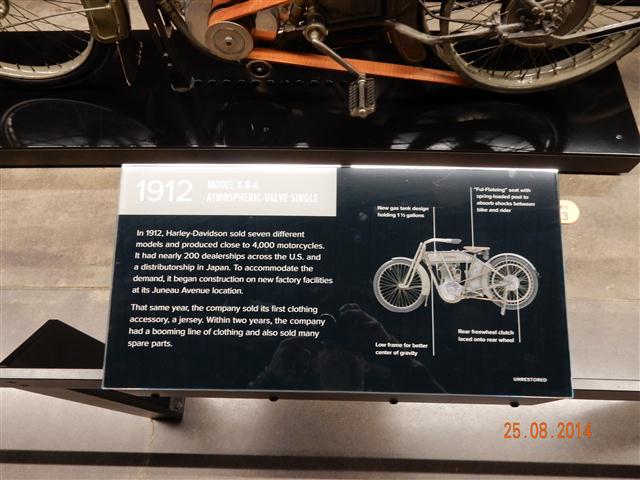 1912
MODEL X-8-A
ATMOSPHERIC-VALVE SINGLE
In 1912, Harley-Davidson sold seven different
models and produced close to 4,000 motorcycles.
It had nearly 200 dealerships across the U.S. and
a distributorship in Japan. To accommodate the
demand, it began construction on new factory facilities
at its Juneau Avenue location.
That same year, the company sold its first clothing
accessory, a jersey. Within two years, the company
had a booming line of clothing and also sold many
spare parts.
New gas tank design
holding 1 ½ gallons
"Ful-Floteing" seat with
spring-loaded post to
absorb shocks between
bike and rider
Low frame for better
center of gravity
Rear freewheel clutch
laced onto rear wheel
UNRESTORED
3
25.08.2014